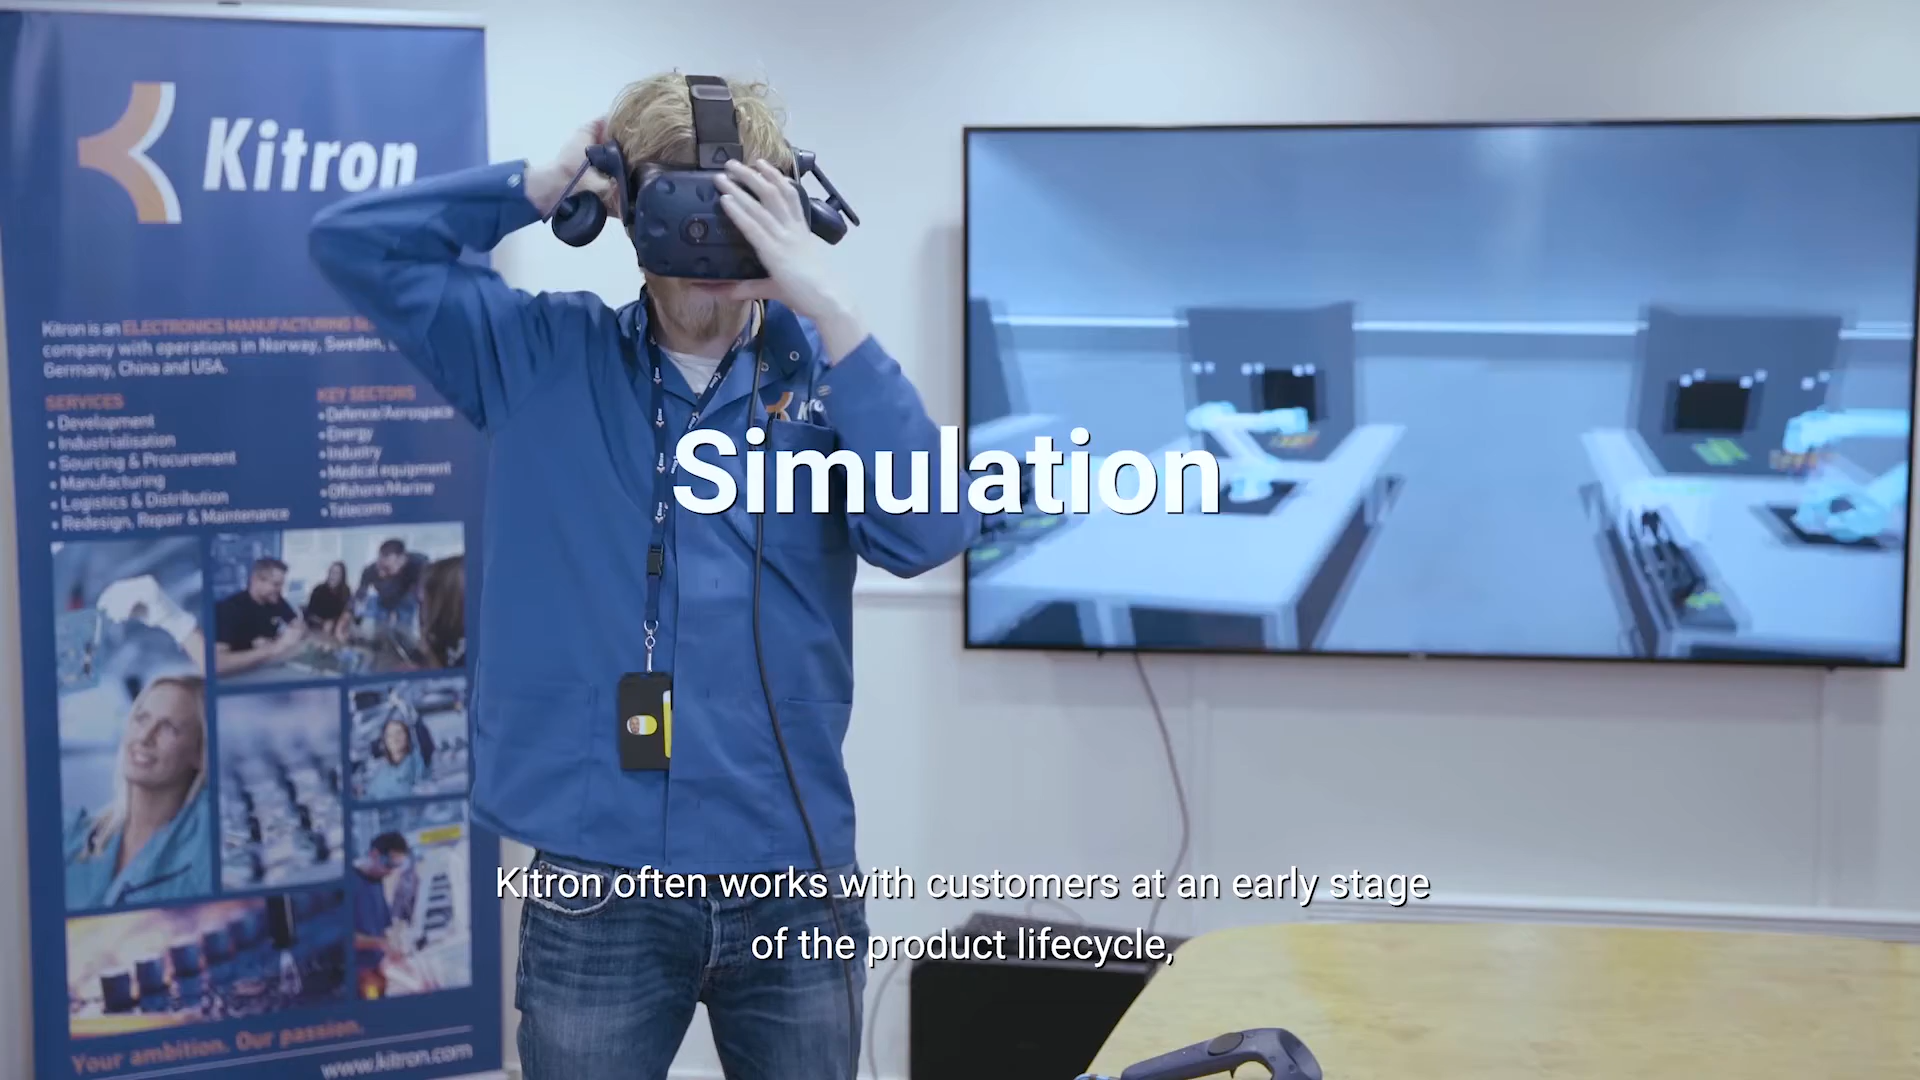 Kitron
Kitron is an ELECTRONICS MANUFACTURING
company with operations in Norway, Sweden,
Germany, China and USA.
SERVICES
• Development
• Industrialisation
• Sourcing & Procurement
• Manufacturing
• Logistics & Distribution
• Redesign, Repair & Maintenance
KEY SECTORS
• Defence/Aerospace
• Energy
• Industry
• Medical equipment
• Offshore/Marine
• Telecoms
Your ambition. Our passion.
www.kitron.com
Simulation
Kitron often works with customers at an early stage
of the product lifecycle,